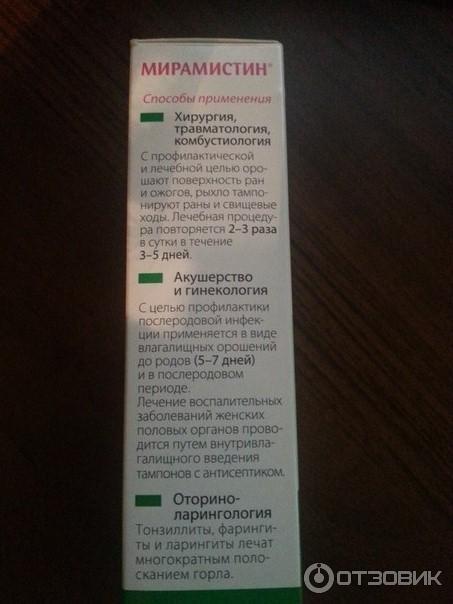 МИРАМИСТИН®
Способы применения
Хирургия,
травматология,
комбустиология
С профилактической
и лечебной целью оро-
шают поверхность ран
и ожогов, рыхло тампо-
нируют раны и свищевые
ходы. Лечебная процеду-
ра повторяется 2–3 раза
в сутки в течение
3–5 дней.
Акушерство
и гинекология
С целью профилактики
послеродовой инфек-
ции применяется в виде
влагалищных орошений
до родов (5–7 дней)
и в послеродовом
периоде.
Лечение воспалительных
заболеваний женских
половых органов прово-
дится путем внутривла-
галищного введения
тампонов с антисептиком.
Оторино-
ларингология
Тонзиллиты, фаринги-
ты и ларингиты лечат
многократным поло-
сканием горла.
ОТЗОВИК